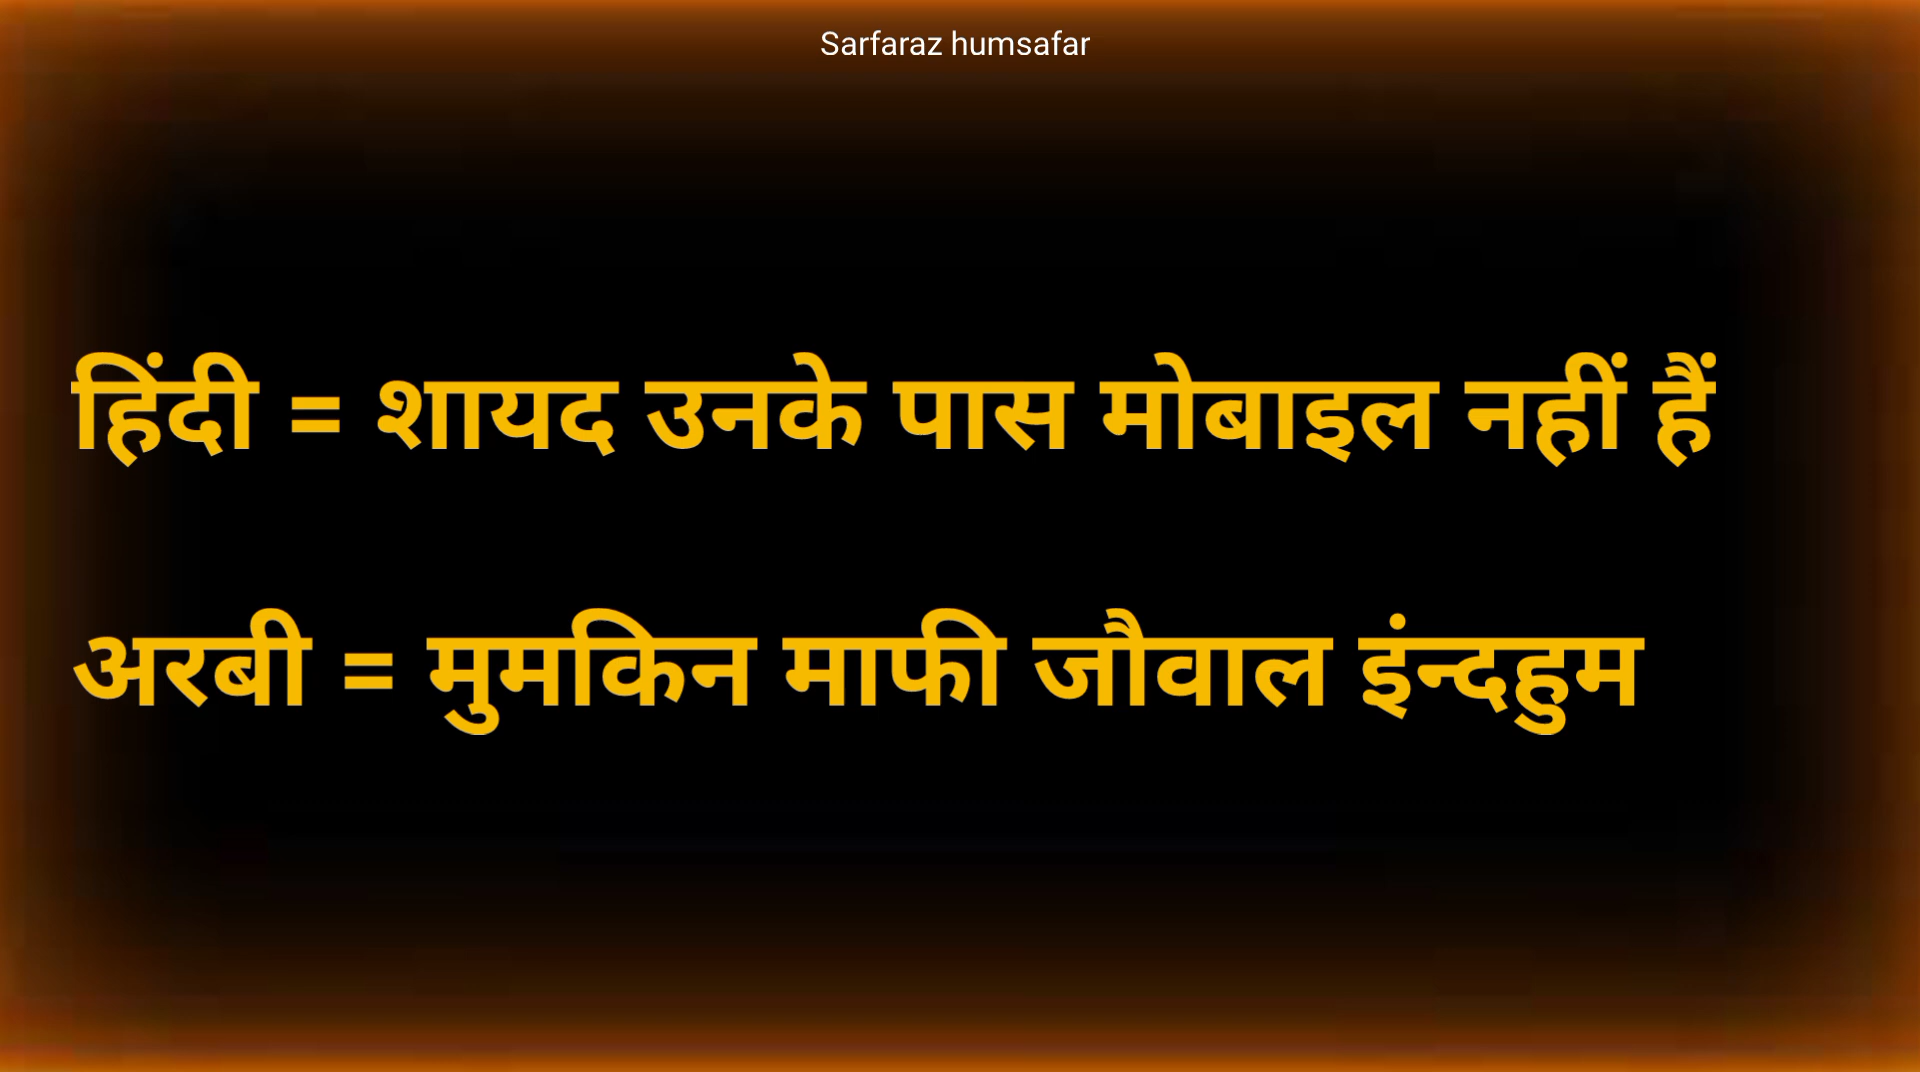 Sarfaraz humsafar
हिंदी = शायद उनके पास मोबाइल नहीं हैं
अरबी = मुमकिन माफी जौवाल इंन्दहुम